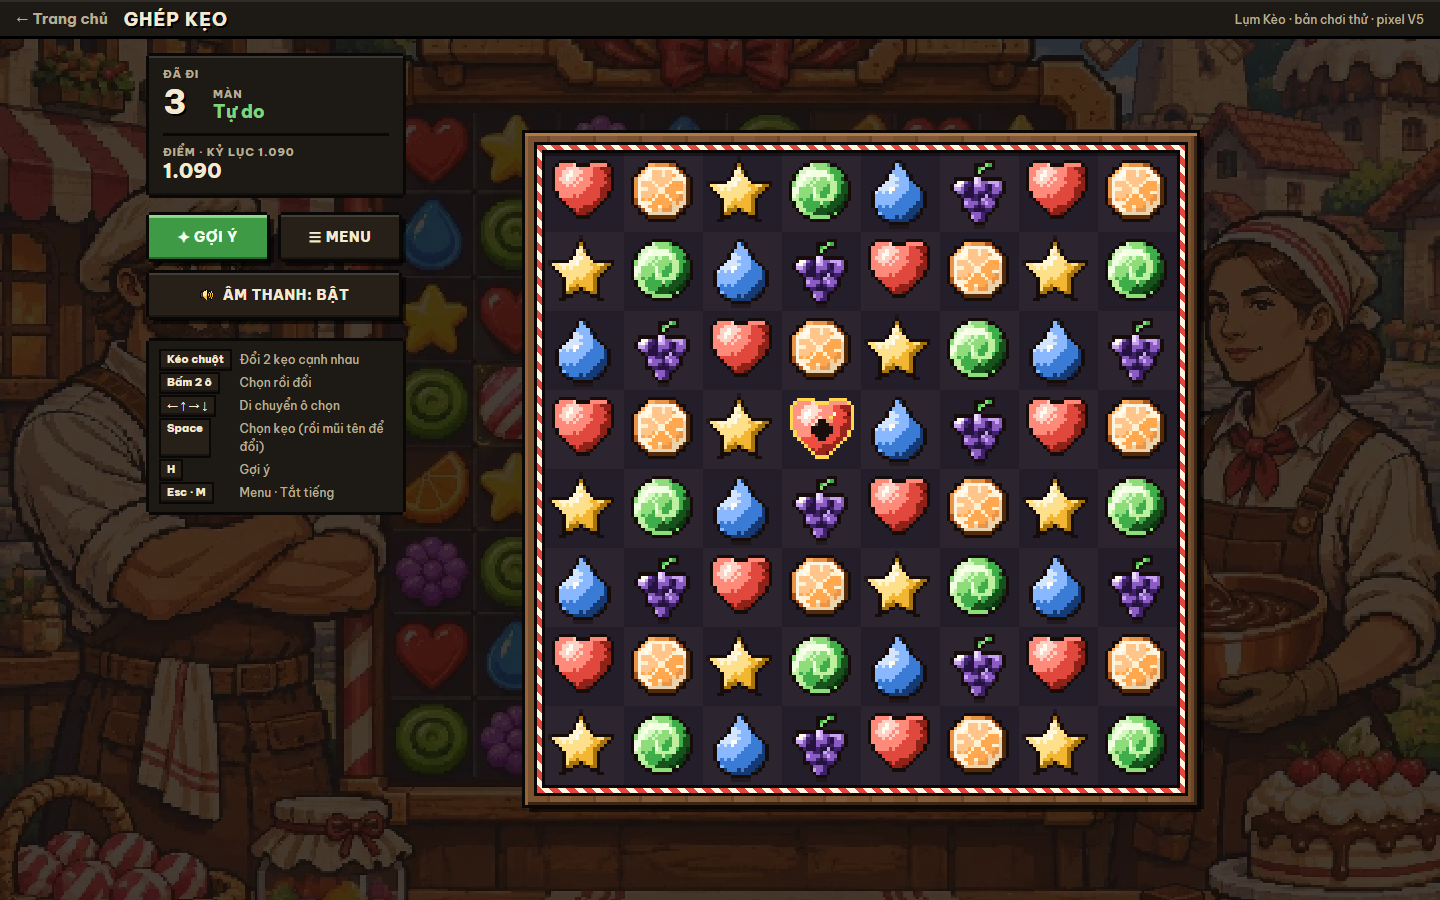 ← Trang chủ GHÉP KẸO
Lụm Kèo · bản chơi thử · pixel V5
ĐÃ ĐI
3
MÀN
Tự do
ĐIỂM · KỶ LỤC 1.090
1.090
✦ GỢI Ý
☰ MENU
🔊 ÂM THANH: BẬT
Kéo chuột Đổi 2 kẹo cạnh nhau
Bấm 2 ô Chọn rồi đổi
←↑→↓ Di chuyển ô chọn
Space Chọn kẹo (rồi mũi tên để
đổi)
H Gợi ý
Esc · M Menu · Tắt tiếng